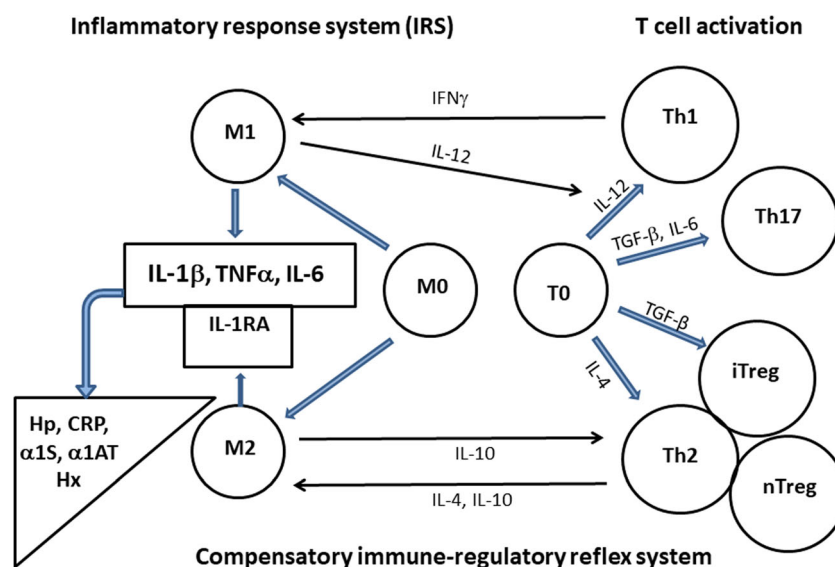 Inflammatory response system (IRS)
T cell activation
IFNγ
M1
Th1
IL-12
IL-12
Th17
TGF-β, IL-6
IL-1β, TNFα, IL-6
M0
T0
IL-1RA
TGF-β
iTreg
IL-4
Hp, CRP,
α1S, α1AT
Hx
M2
IL-10
Th2
nTreg
IL-4, IL-10
Compensatory immune-regulatory reflex system